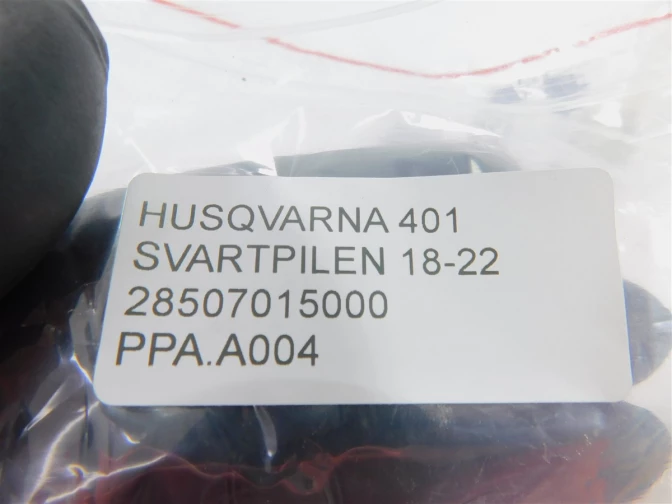 HUSQVARNA 401
SVARTPILEN 18-22
28507015000
PPA.A004